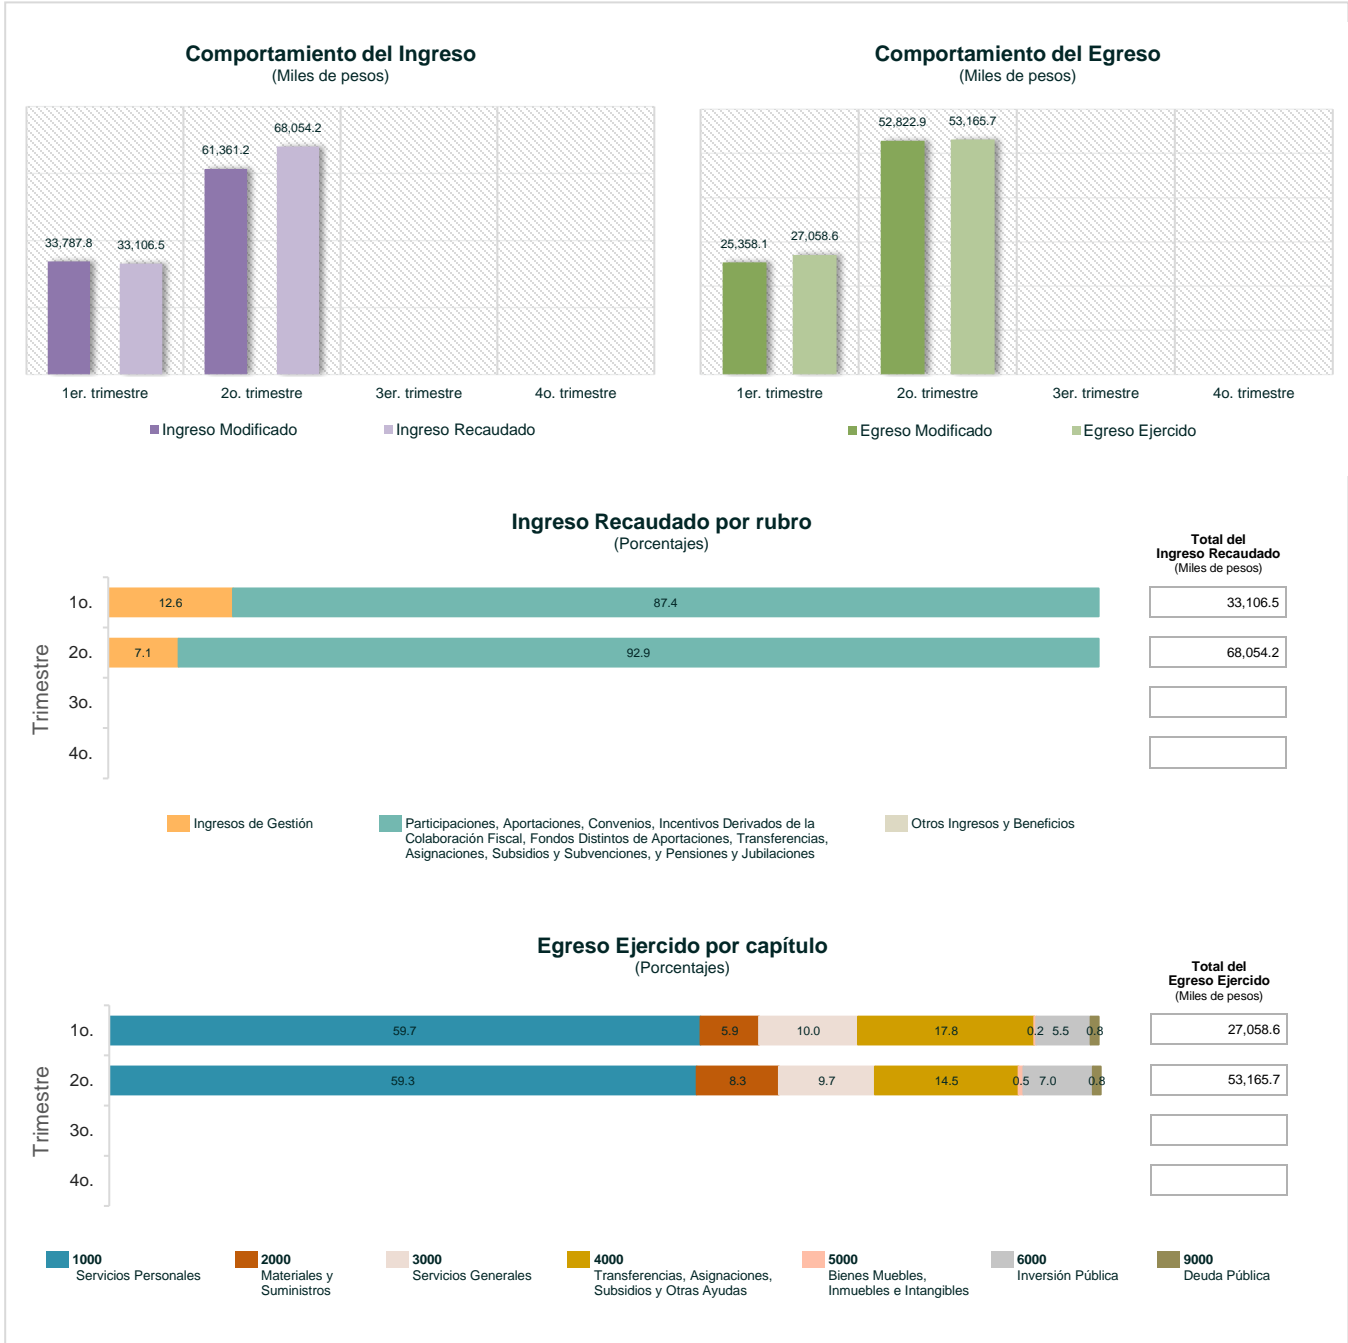 Comportamiento del Ingreso
(Miles de pesos)
68,054.2
61,361.2
33,787.8
33,106.5
1er. trimestre
2o. trimestre
3er. trimestre
4o. trimestre
Ingreso Modificado
Ingreso Recaudado
Comportamiento del Egreso
(Miles de pesos)
52,822.9
53,165.7
25,358.1
27,058.6
1er. trimestre
2o. trimestre
3er. trimestre
4o. trimestre
Egreso Modificado
Egreso Ejercido
Ingreso Recaudado por rubro
(Porcentajes)
Total del
Ingreso Recaudado
(Miles de pesos)
Trimestre
1o.
12.6
87.4
33,106.5
2o.
7.1
92.9
68,054.2
3o.
4o.
Ingresos de Gestión
Participaciones, Aportaciones, Convenios, Incentivos Derivados de la
Colaboración Fiscal, Fondos Distintos de Aportaciones, Transferencias,
Asignaciones, Subsidios y Subvenciones, y Pensiones y Jubilaciones
Otros Ingresos y Beneficios
Egreso Ejercido por capítulo
(Porcentajes)
Total del
Egreso Ejercido
(Miles de pesos)
Trimestre
1o.
59.7
5.9
10.0
17.8
0.2
5.5
0.8
27,058.6
2o.
59.3
8.3
9.7
14.5
0.5
7.0
0.8
53,165.7
3o.
4o.
1000
Servicios Personales
2000
Materiales y
Suministros
3000
Servicios Generales
4000
Transferencias, Asignaciones,
Subsidios y Otras Ayudas
5000
Bienes Muebles,
Inmuebles e Intangibles
6000
Inversión Pública
9000
Deuda Pública